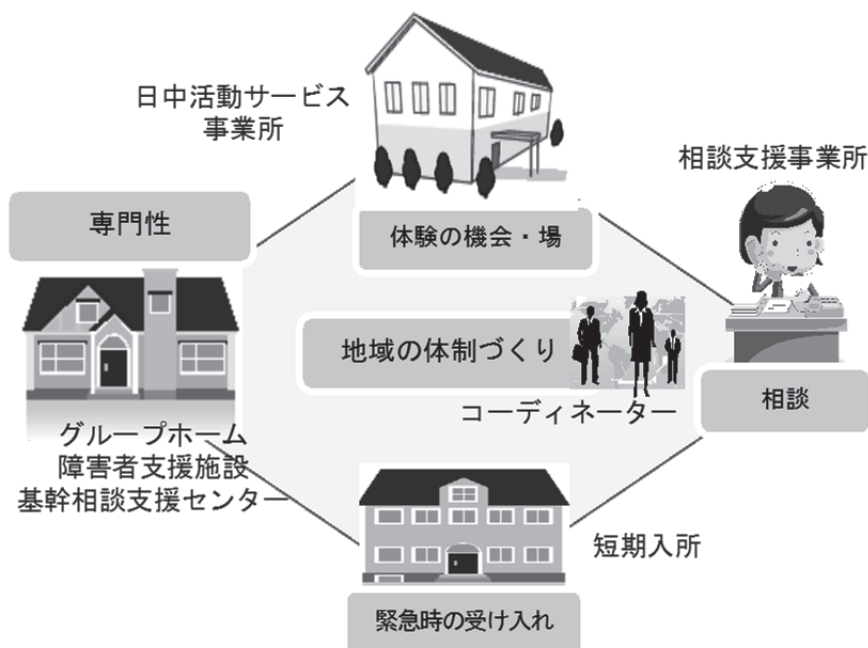 日中活動サービス
事業所
相談支援事業所
専門性
体験の機会・場
地域の体制づくり
コーディネーター
相談
グループホーム
障害者支援施設
基幹相談支援センター
短期入所
緊急時の受け入れ